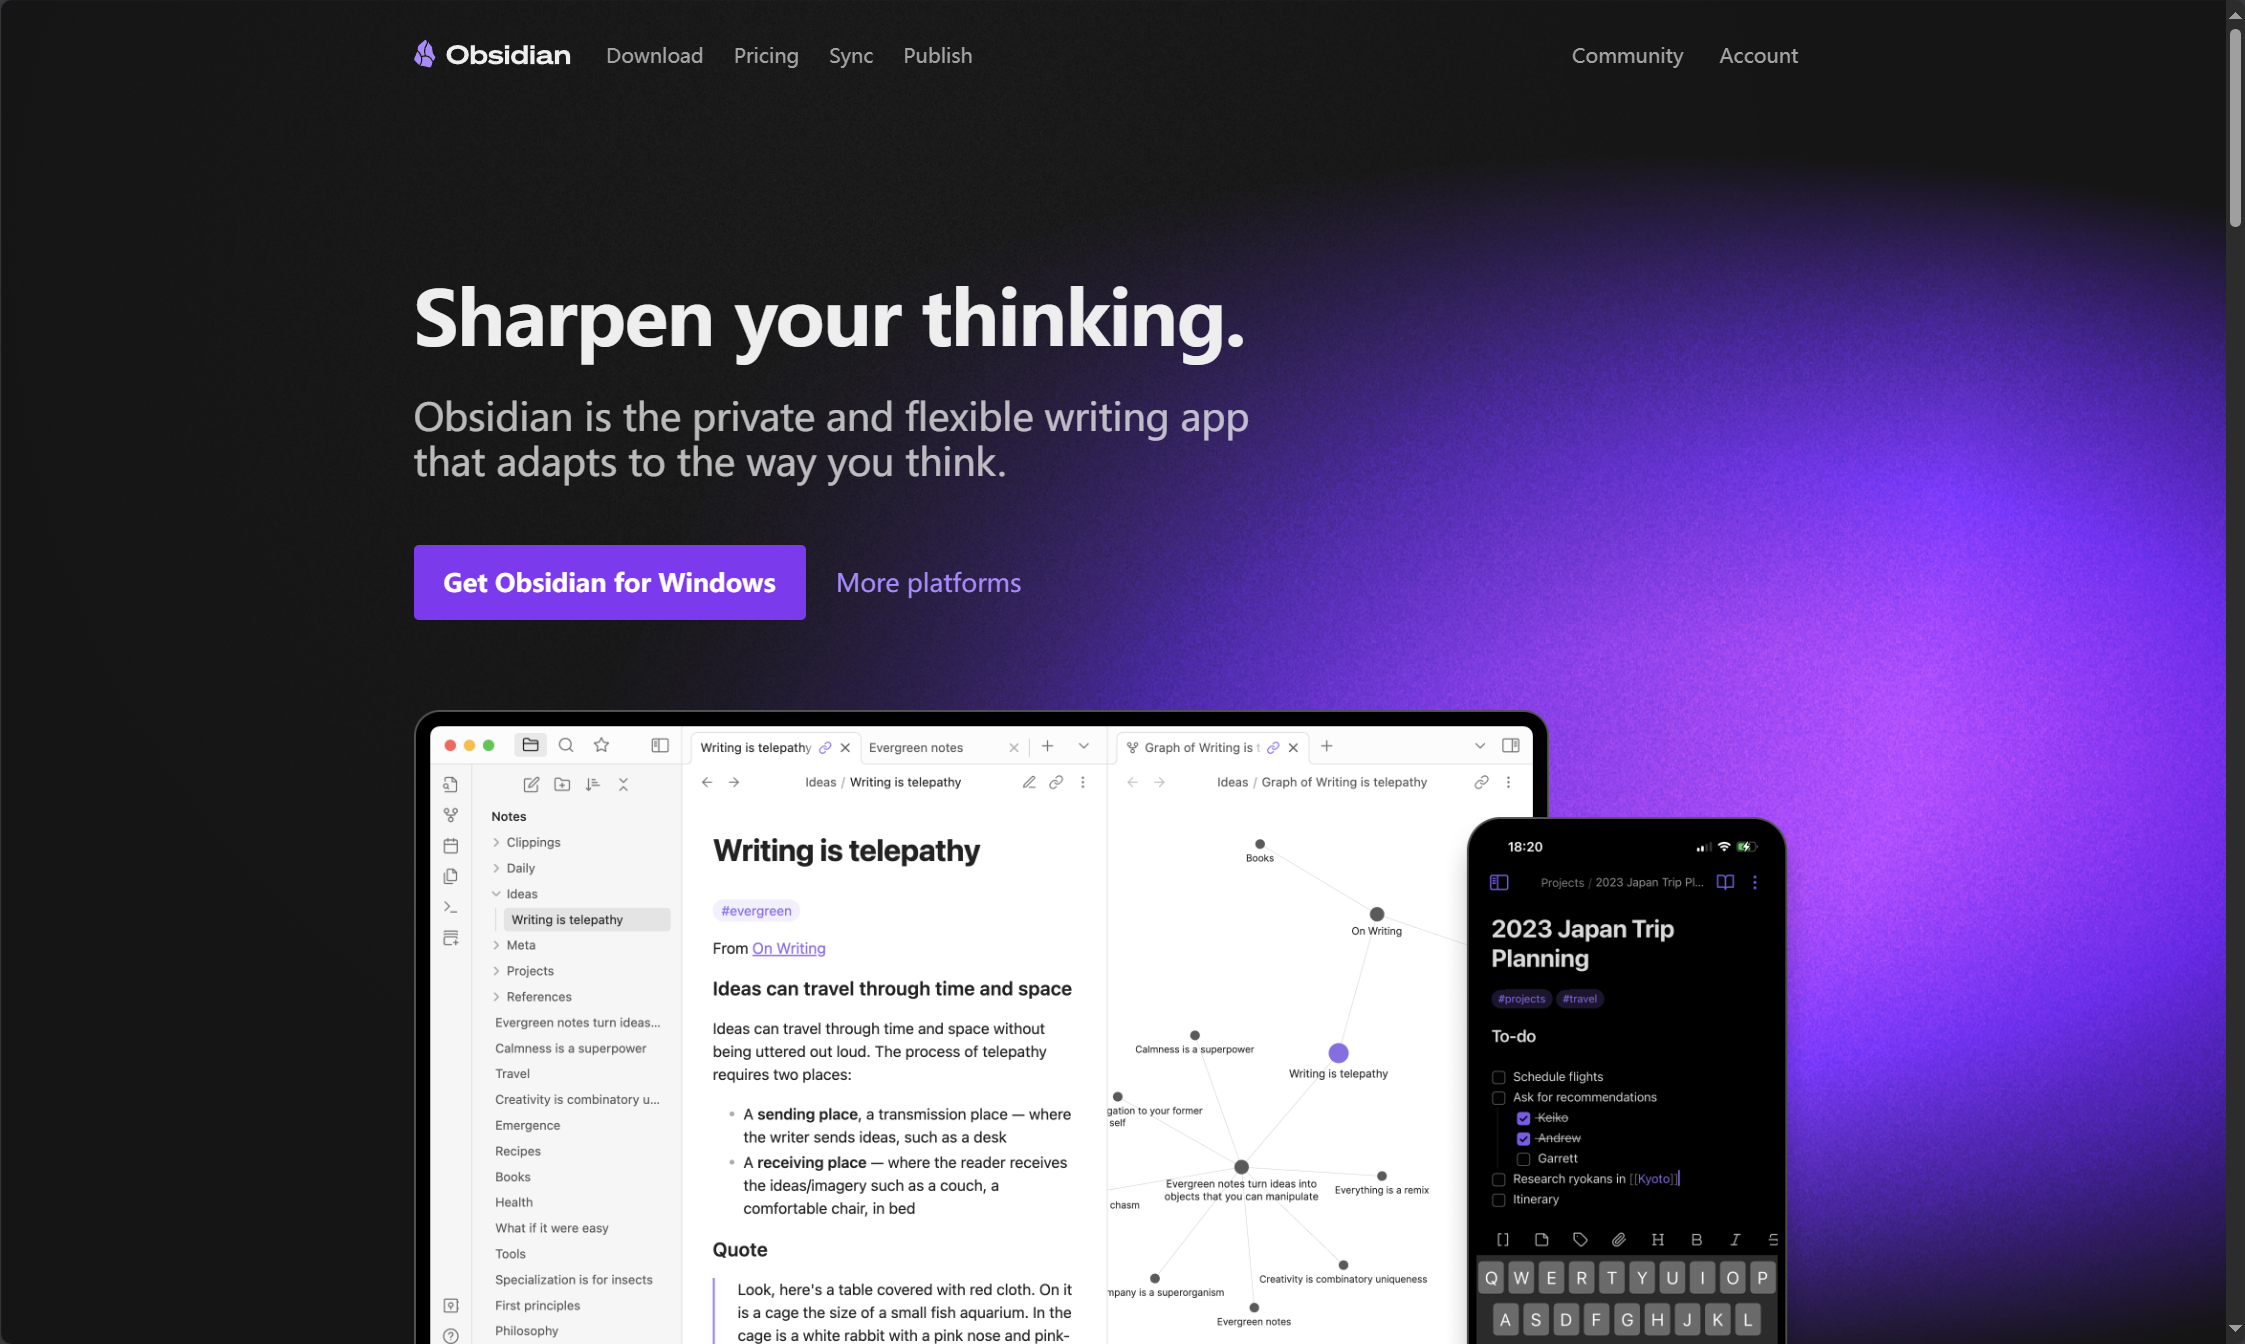 Obsidian Download Pricing Sync Publish Community Account
Sharpen your thinking.
Obsidian is the private and flexible writing app
that adapts to the way you think.
Get Obsidian for Windows More platforms
Notes
Clippings
Daily
Ideas
Writing is telepathy
Meta
Projects
References
Evergreen notes turn ideas...
Calmness is a superpower
Travel
Creativity is combinatory u...
Emergence
Recipes
Books
Health
What if it were easy
Tools
Specialization is for insects
First principles
Philosophy
Writing is telepathy Evergreen notes
Ideas / Writing is telepathy
Writing is telepathy
#evergreen
From On Writing
Ideas can travel through time and space
Ideas can travel through time and space without
being uttered out loud. The process of telepathy
requires two places:
• A sending place, a transmission place — where
the writer sends ideas, such as a desk
• A receiving place — where the reader receives
the ideas/imagery such as a couch, a
comfortable chair, in bed
Quote
Look, here's a table covered with red cloth. On it
is a cage the size of a small fish aquarium. In the
cage is a white rabbit with a pink nose and pink-
Graph of Writing is t
Ideas / Graph of Writing is telepathy
Books
On Writing
Calmness is a superpower
Writing is telepathy
gation to your former
self
Evergreen notes turn ideas into
objects that you can manipulate
Everything is a remix
chasm
Creativity is combinatory uniqueness
mpany is a superorganism
Evergreen notes
18:20
Projects / 2023 Japan Trip Pl...
2023 Japan Trip
Planning
#projects #travel
To-do
Schedule flights
Ask for recommendations
Keiko
Andrew
Garrett
Research ryokans in [[Kyoto]]
Itinerary
H B I S
Q W E R T Y U I O P
A S D F G H J K L